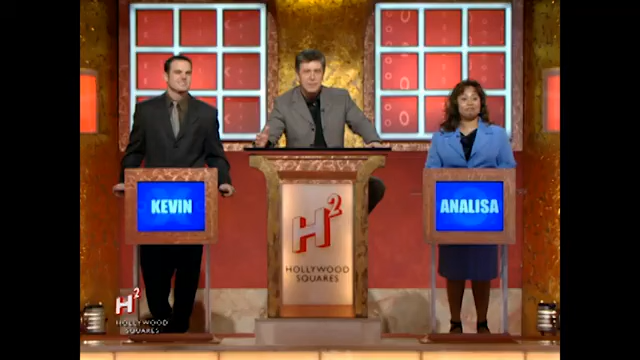 KEVIN
ANALISA
H²
HOLLYWOOD
SQUARES
H²
HOLLYWOOD
SQUARES